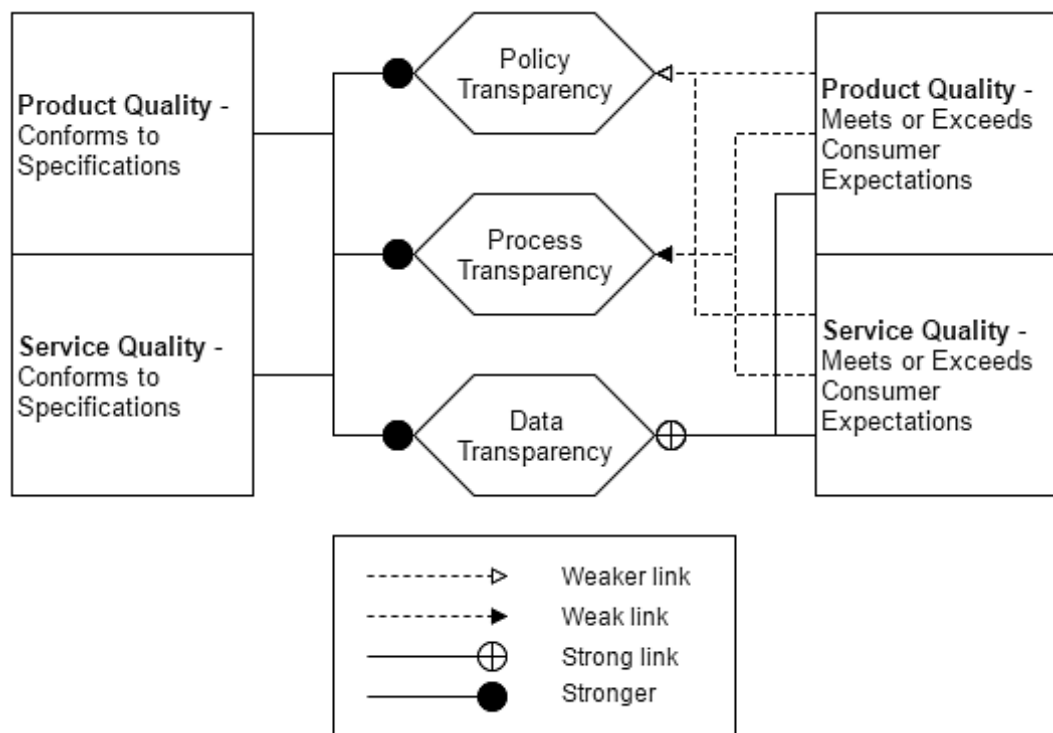 Product Quality -
Conforms to
Specifications
Service Quality -
Conforms to
Specifications
Policy
Transparency
Process
Transparency
Data
Transparency
Product Quality -
Meets or Exceeds
Consumer
Expectations
Service Quality -
Meets or Exceeds
Consumer
Expectations
Weaker link
Weak link
Strong link
Stronger